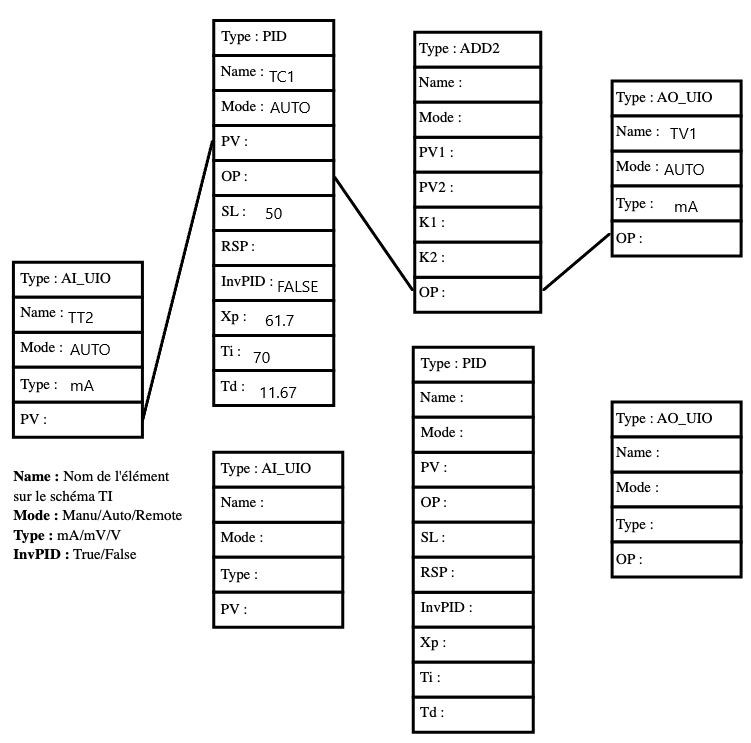 Type : AI_UIO
Name : TT2
Mode : AUTO
Type : mA
PV :
Name : Nom de l'élément
sur le schéma TI
Mode : Manu/Auto/Remote
Type : mA/mV/V
InvPID : True/False
Type : PID
Name : TC1
Mode : AUTO
PV :
OP :
SL : 50
RSP :
InvPID : FALSE
Xp : 61.7
Ti : 70
Td : 11.67
Type : AI_UIO
Name :
Mode :
Type :
PV :
Type : ADD2
Name :
Mode :
PV1 :
PV2 :
K1 :
K2 :
OP :
Type : PID
Name :
Mode :
PV :
OP :
SL :
RSP :
InvPID :
Xp :
Ti :
Td :
Type : AO_UIO
Name : TV1
Mode : AUTO
Type : mA
OP :
Type : AO_UIO
Name :
Mode :
Type :
OP :